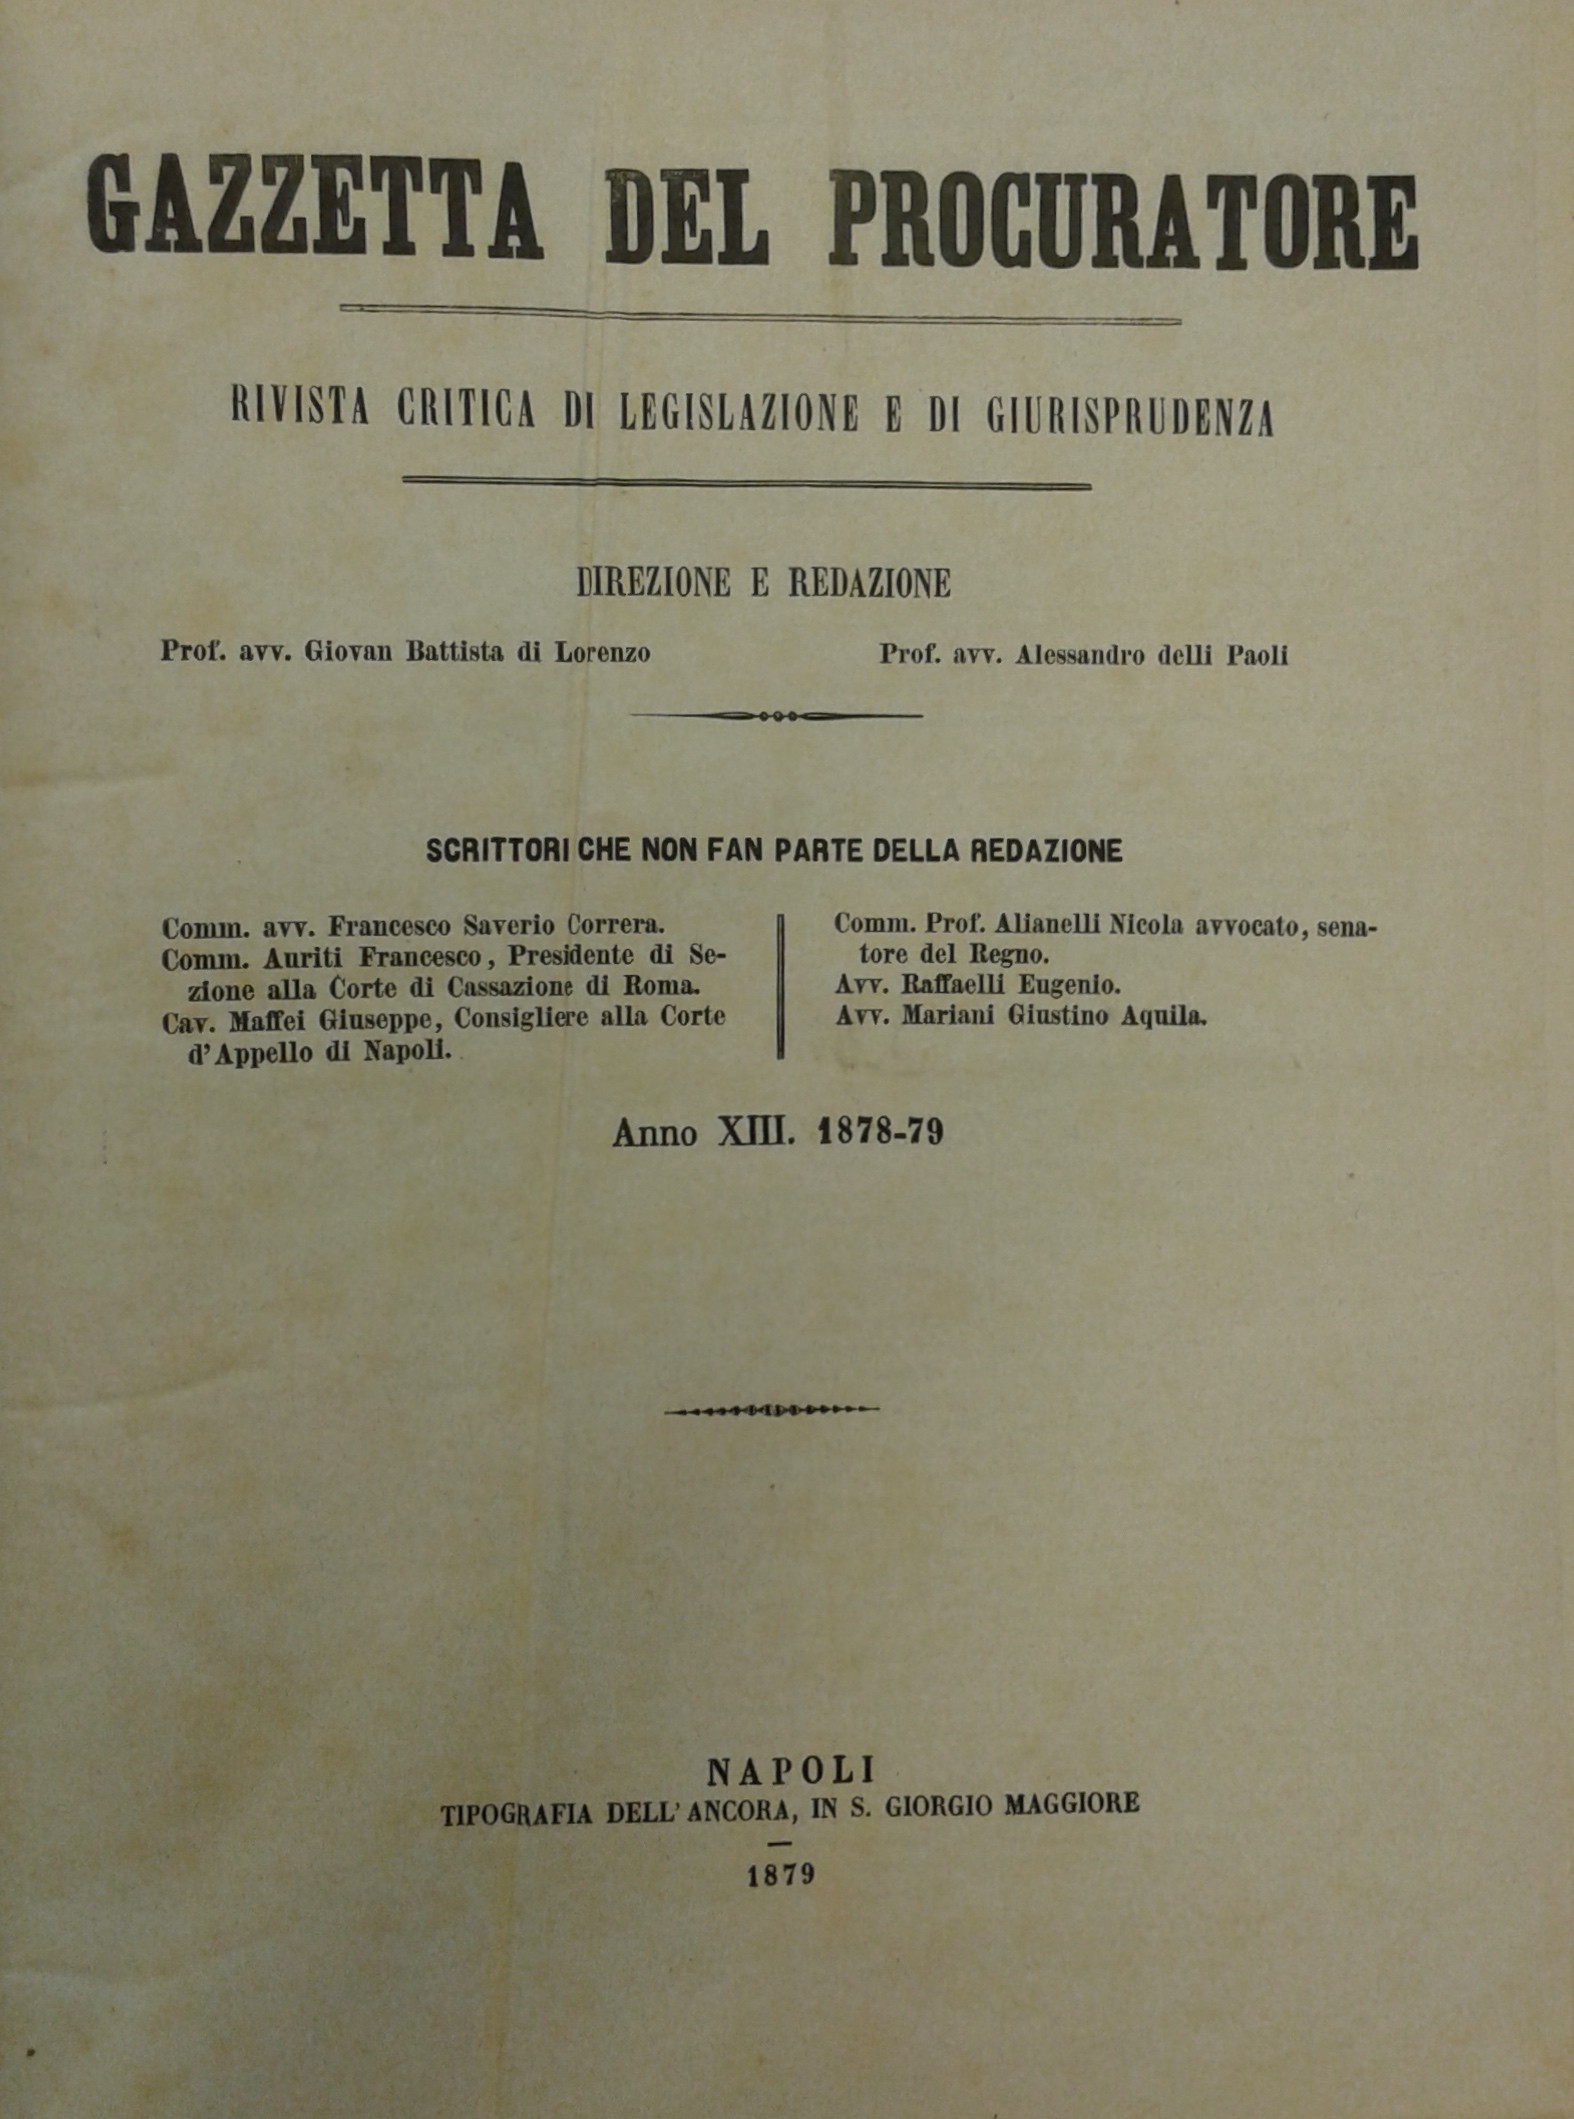 GAZZETTA DEL PROCURATORE
RIVISTA CRITICA DI LEGISLAZIONE E DI GIURISPRUDENZA
DIREZIONE E REDAZIONE
Prof. avv. Giovan Battista di Lorenzo
Prof. avv. Alessandro delli Paoli
SCRITTORI CHE NON FAN PARTE DELLA REDAZIONE
Comm. avv. Francesco Saverio Correra.
Comm. Auriti Francesco, Presidente di Se-
zione alla Corte di Cassazione di Roma.
Cav. Maffei Giuseppe, Consigliere alla Corte
d'Appello di Napoli.
Comm. Prof. Alianelli Nicola avvocato, sena-
tore del Regno.
Avv. Raffaelli Eugenio.
Avv. Mariani Giustino Aquila.
Anno XIII. 1878-79
NAPOLI
TIPOGRAFIA DELL'ANCORA, IN S. GIORGIO MAGGIORE
1879